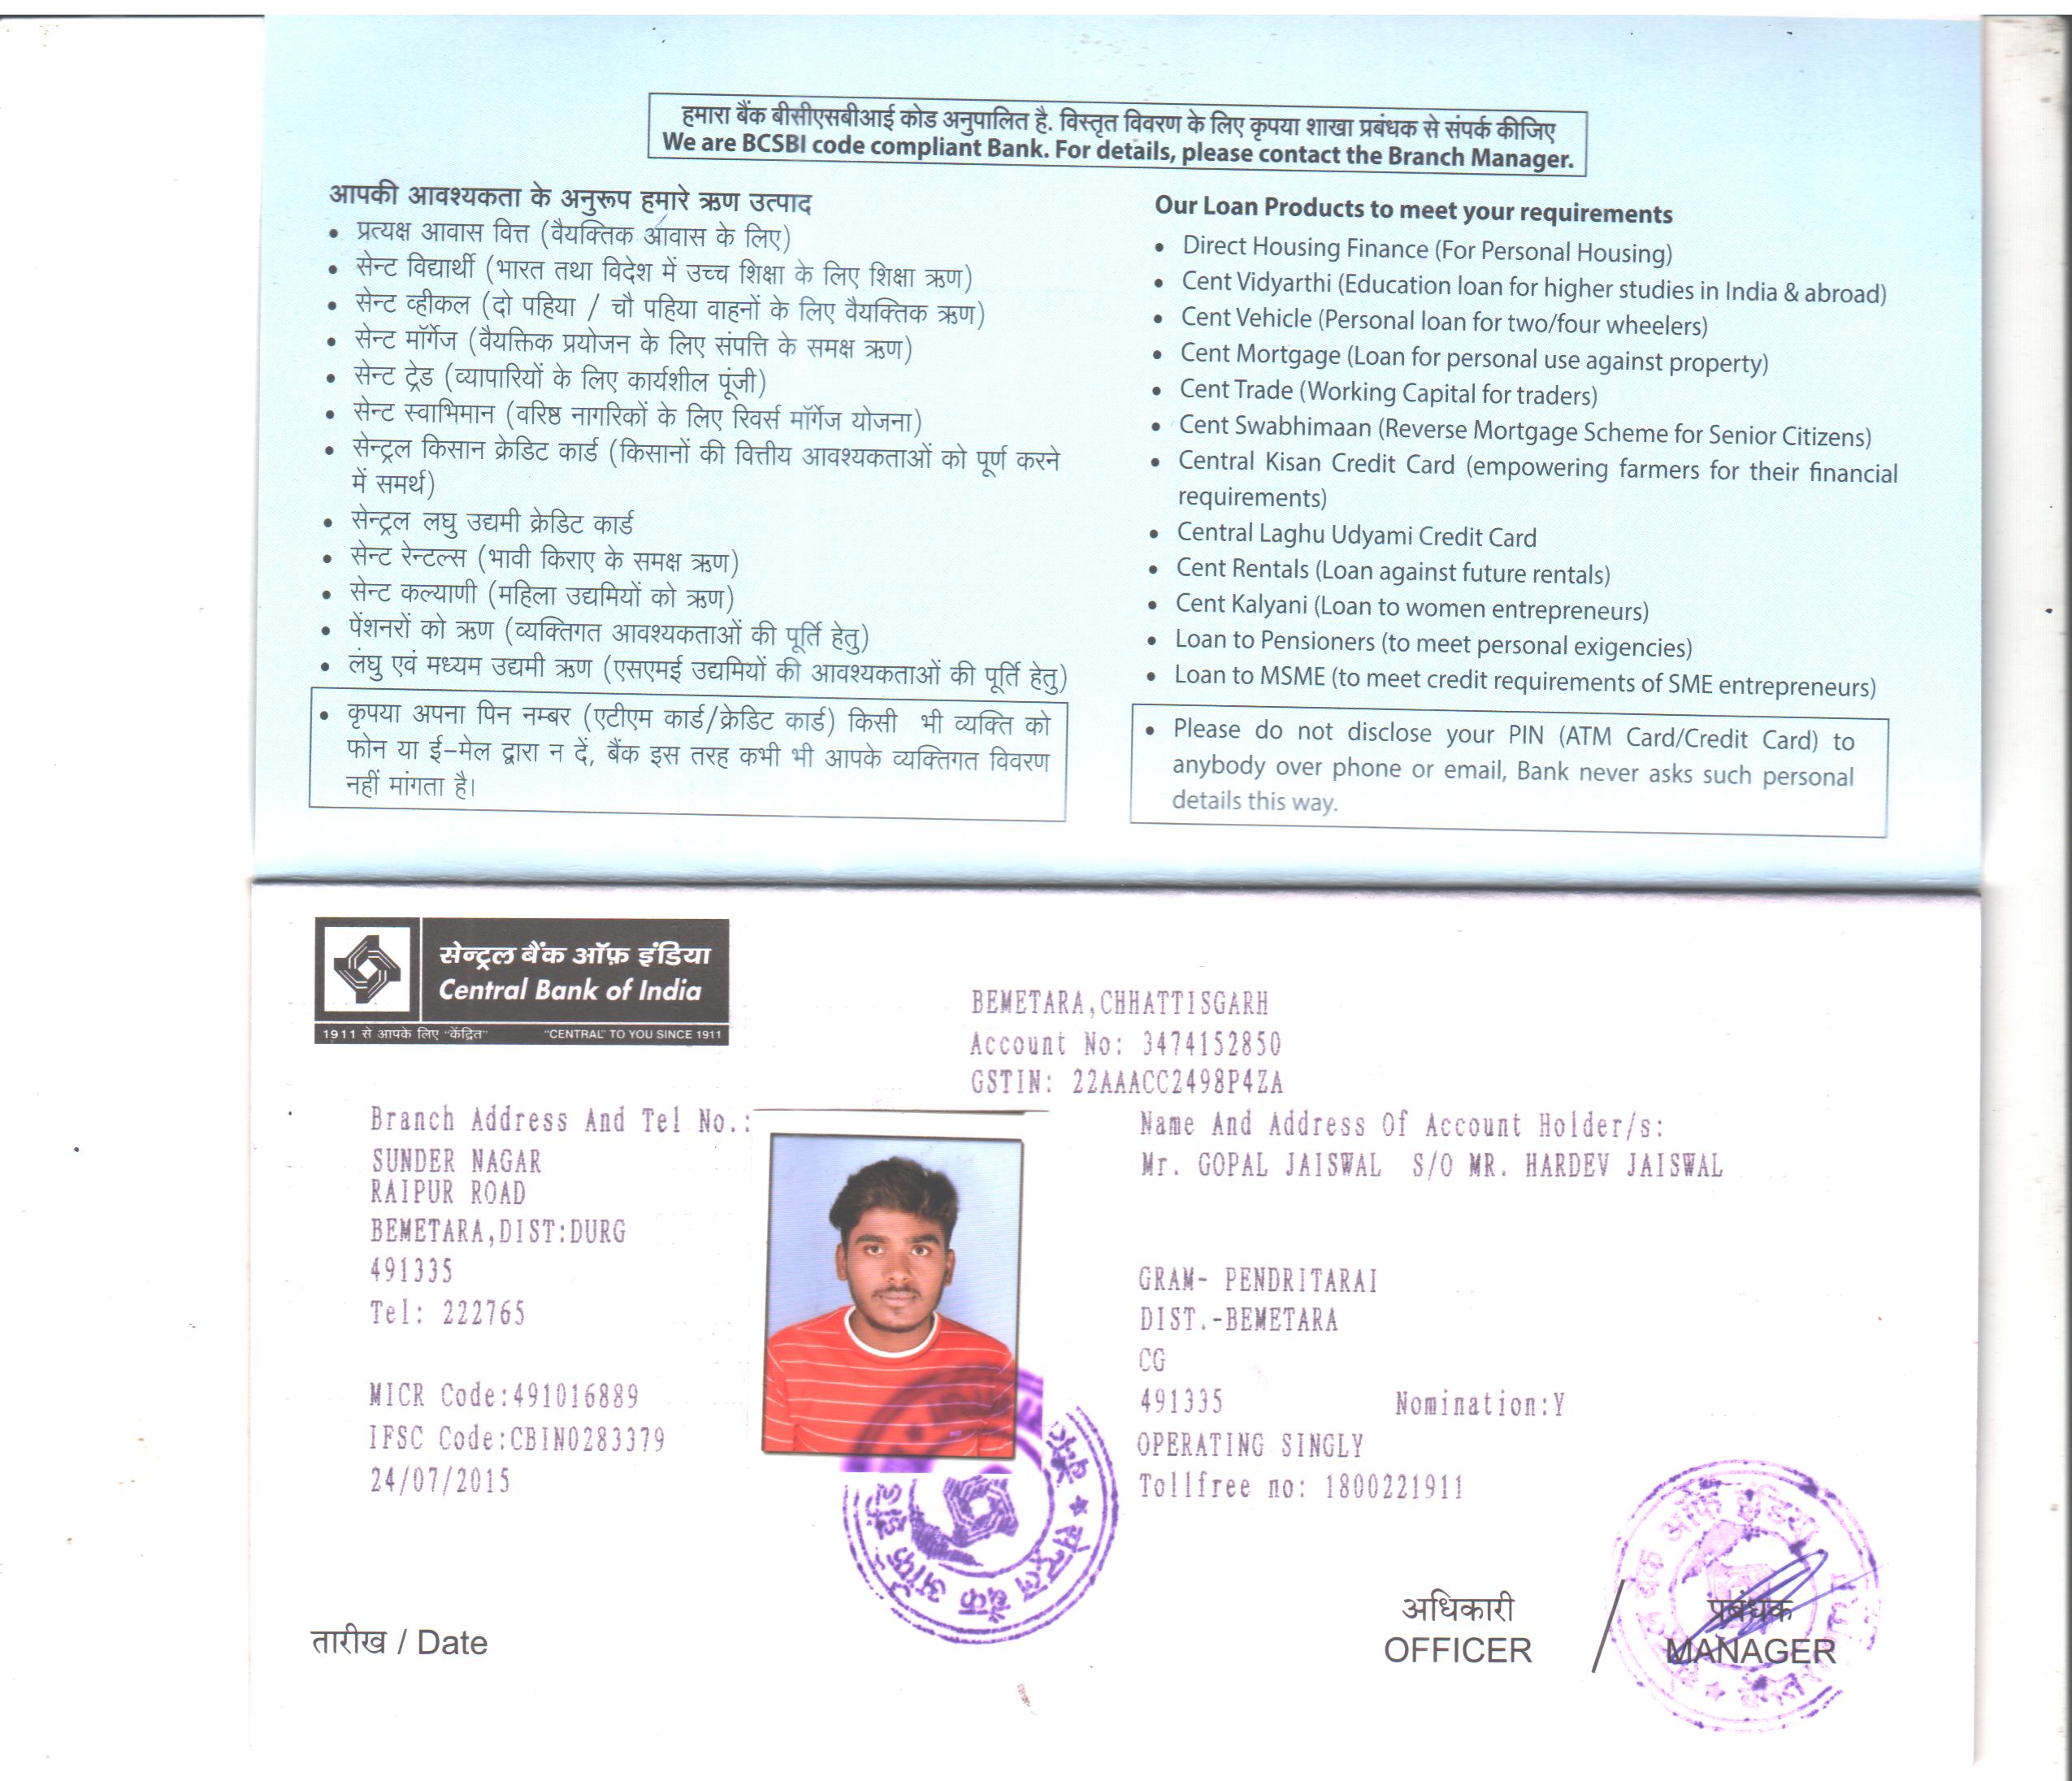 हमारा बैंक बीसीएसबीआई कोड अनुपालित है. विस्तृत विवरण के लिए कृपया शाखा प्रबंधक से संपर्क कीजिए
We are BCSBI code compliant Bank. For details, please contact the Branch Manager.
आपकी आवश्यकता के अनुरूप हमारे ऋण उत्पाद
• प्रत्यक्ष आवास वित्त (वैयक्तिक आवास के लिए)
• सेन्ट विद्यार्थी (भारत तथा विदेश में उच्च शिक्षा के लिए शिक्षा ऋण)
• सेन्ट व्हीकल (दो पहिया / चौ पहिया वाहनों के लिए वैयक्तिक ऋण)
• सेन्ट मॉर्गेज (वैयक्तिक प्रयोजन के लिए संपत्ति के समक्ष ऋण)
• सेन्ट ट्रेड (व्यापारियों के लिए कार्यशील पूंजी)
• सेन्ट स्वाभिमान (वरिष्ठ नागरिकों के लिए रिवर्स मॉर्गेज योजना)
• सेन्ट्रल किसान क्रेडिट कार्ड (किसानों की वित्तीय आवश्यकताओं को पूर्ण करने
में समर्थ)
• सेन्ट्रल लघु उद्यमी क्रेडिट कार्ड
• सेन्ट रेन्टल्स (भावी किराए के समक्ष ऋण)
• सेन्ट कल्याणी (महिला उद्यमियों को ऋण)
• पेंशनरों को ऋण (व्यक्तिगत आवश्यकताओं की पूर्ति हेतु)
• लघु एवं मध्यम उद्यमी ऋण (एसएमई उद्यमियों की आवश्यकताओं की पूर्ति हेतु)
• कृपया अपना पिन नम्बर (एटीएम कार्ड/क्रेडिट कार्ड) किसी भी व्यक्ति को
फोन या ई-मेल द्वारा न दें, बैंक इस तरह कभी भी आपके व्यक्तिगत विवरण
नहीं मांगता है।
Our Loan Products to meet your requirements
• Direct Housing Finance (For Personal Housing)
• Cent Vidyarthi (Education loan for higher studies in India & abroad)
• Cent Vehicle (Personal loan for two/four wheelers)
• Cent Mortgage (Loan for personal use against property)
• Cent Trade (Working Capital for traders)
• Cent Swabhimaan (Reverse Mortgage Scheme for Senior Citizens)
• Central Kisan Credit Card (empowering farmers for their financial
requirements)
• Central Laghu Udyami Credit Card
• Cent Rentals (Loan against future rentals)
• Cent Kalyani (Loan to women entrepreneurs)
• Loan to Pensioners (to meet personal exigencies)
• Loan to MSME (to meet credit requirements of SME entrepreneurs)
• Please do not disclose your PIN (ATM Card/Credit Card) to
anybody over phone or email, Bank never asks such personal
details this way.
सेन्ट्रल बैंक ऑफ़ इंडिया
Central Bank of India
1911 से आपके लिए "केंद्रित" "CENTRAL" TO YOU SINCE 1911
BEMETARA,CHHATTISGARH
Account No: 3474152850
GSTIN: 22AAACC2498P4ZA
Branch Address And Tel No.:
SUNDER NAGAR
RAIPUR ROAD
BEMETARA,DIST:DURG
491335
Tel: 222765
MICR Code:491016889
IFSC Code:CBIN0283379
24/07/2015
Name And Address Of Account Holder/s:
Mr. GOPAL JAISWAL S/O MR. HARDEV JAISWAL
GRAM- PENDRITARAI
DIST.-BEMETARA
CG
491335 Nomination:Y
OPERATING SINGLY
Tollfree no: 1800221911
सेन्ट्रल बैंक ऑफ
बैंक ऑफ इंडिया
तारीख / Date
अधिकारी / प्रबंधक
OFFICER MANAGER